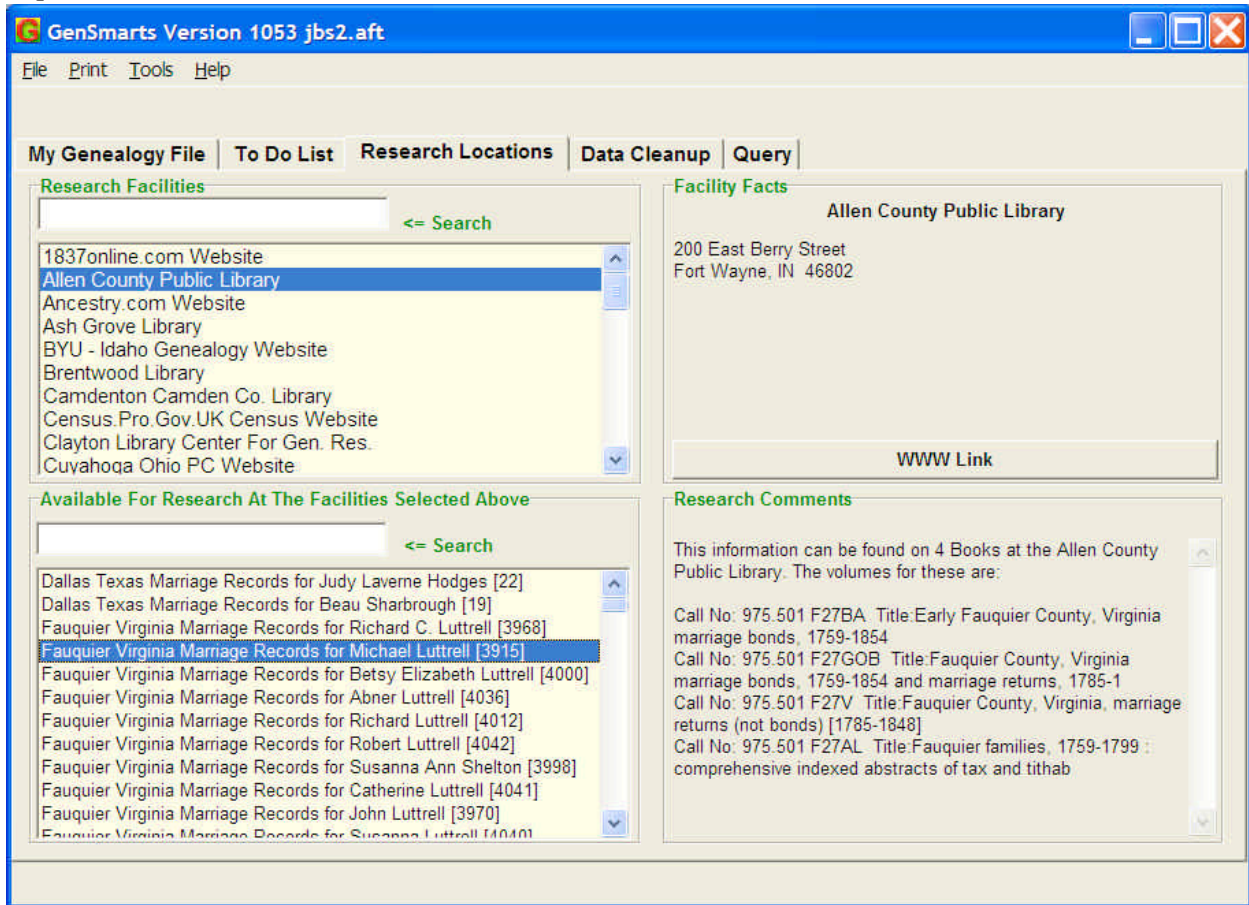 GenSmarts Version 1053 jbs2.aft
File Print Tools Help
My Genealogy File To Do List Research Locations Data Cleanup Query
Research Facilities
<= Search
1837online.com Website
Allen County Public Library
Ancestry.com Website
Ash Grove Library
BYU - Idaho Genealogy Website
Brentwood Library
Camdenton Camden Co. Library
Census.Pro.Gov.UK Census Website
Clayton Library Center For Gen. Res.
Cuyahoga Ohio PC Website
Facility Facts
Allen County Public Library
200 East Berry Street
Fort Wayne, IN 46802
WWW Link
Available For Research At The Facilities Selected Above
<= Search
Dallas Texas Marriage Records for Judy Laverne Hodges [22]
Dallas Texas Marriage Records for Beau Sharbrough [19]
Fauquier Virginia Marriage Records for Richard C. Luttrell [3968]
Fauquier Virginia Marriage Records for Michael Luttrell [3915]
Fauquier Virginia Marriage Records for Betsy Elizabeth Luttrell [4000]
Fauquier Virginia Marriage Records for Abner Luttrell [4036]
Fauquier Virginia Marriage Records for Richard Luttrell [4012]
Fauquier Virginia Marriage Records for Robert Luttrell [4042]
Fauquier Virginia Marriage Records for Susanna Ann Shelton [3998]
Fauquier Virginia Marriage Records for Catherine Luttrell [4041]
Fauquier Virginia Marriage Records for John Luttrell [3970]
Fauquier Virginia Marriage Records for Susanna Luttrell [4040]
Research Comments
This information can be found on 4 Books at the Allen County
Public Library. The volumes for these are:
Call No: 975.501 F27BA Title:Early Fauquier County, Virginia
marriage bonds, 1759-1854
Call No: 975.501 F27GOB Title:Fauquier County, Virginia
marriage bonds, 1759-1854 and marriage returns, 1785-1
Call No: 975.501 F27V Title:Fauquier County, Virginia, marriage
returns (not bonds) [1785-1848]
Call No: 975.501 F27AL Title:Fauquier families, 1759-1799 :
comprehensive indexed abstracts of tax and tithab